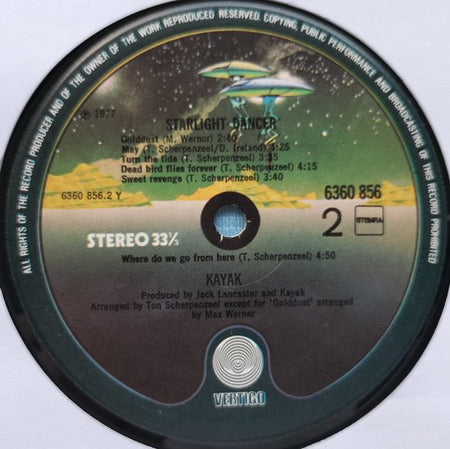 ALL RIGHTS OF THE RECORD PRODUCER AND OF THE OWNER OF THE WORK REPRODUCED RESERVED. COPYING, PUBLIC PERFORMANCE AND BROADCASTING OF THIS RECORD PROHIBITED
℗ 1977
STARLIGHT DANCER
Golddust (M. Werner) 2:40
May (T. Scherpenzeel/D. Ireland) 4:25
Turn the tide (T. Scherpenzeel) 3:35
Dead bird flies forever (T. Scherpenzeel) 4:15
Sweet revenge (T. Scherpenzeel) 3:40
6360 856.2 Y
6360 856
2
STEMRA
STEREO 33⅓
Where do we go from here (T. Scherpenzeel) 4:50
KAYAK
Produced by Jack Lancaster and Kayak
Arranged by Ton Scherpenzeel except for 'Golddust' arranged
by Max Werner
VERTIGO